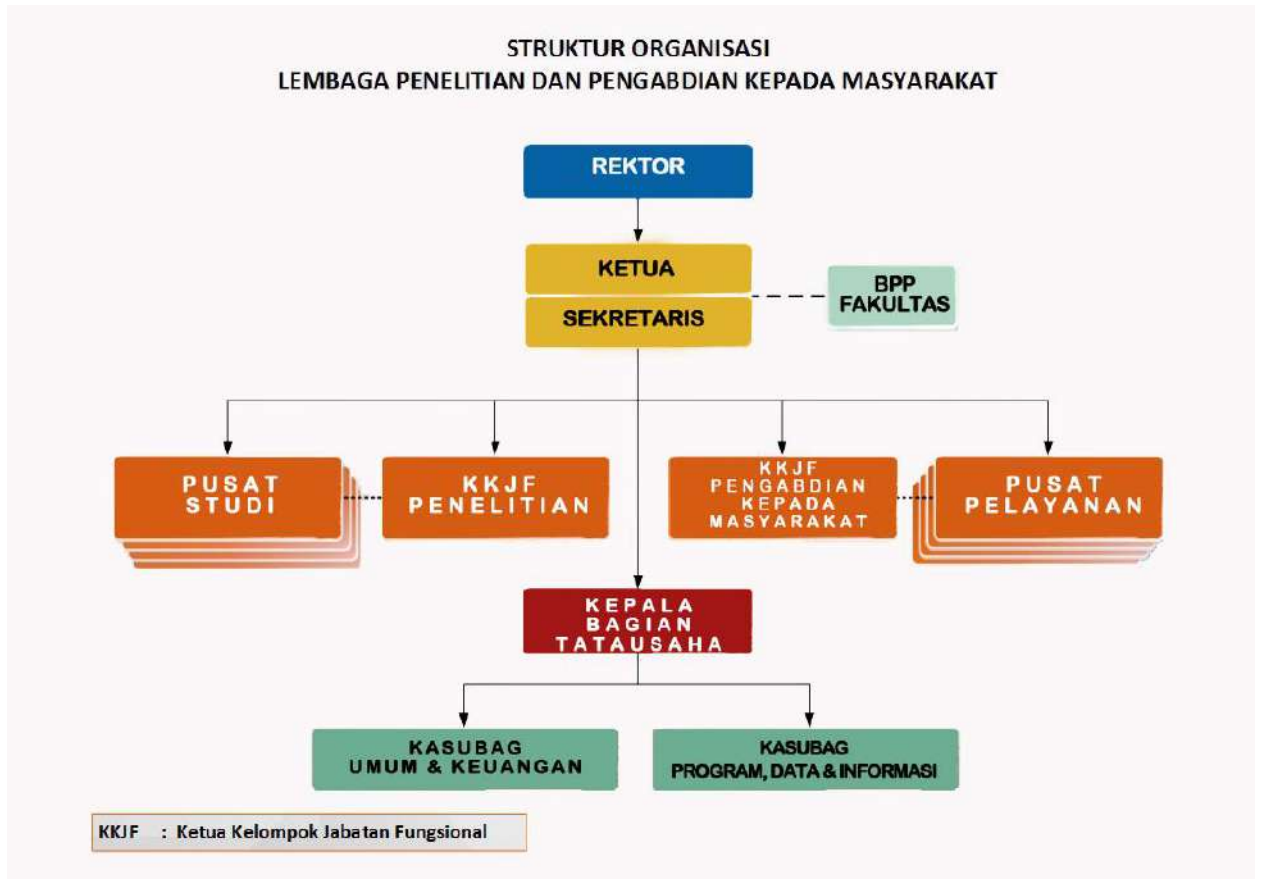 STRUKTUR ORGANISASI
LEMBAGA PENELITIAN DAN PENGABDIAN KEPADA MASYARAKAT
REKTOR
KETUA
SEKRETARIS
BPP
FAKULTAS
PUSAT
STUDI
KKJF
PENELITIAN
KKJF
PENGABDIAN
KEPADA
MASYARAKAT
PUSAT
PELAYANAN
KEPALA
BAGIAN
TATAUSAHA
KASUBAG
UMUM & KEUANGAN
KASUBAG
PROGRAM, DATA & INFORMASI
KKJF : Ketua Kelompok Jabatan Fungsional